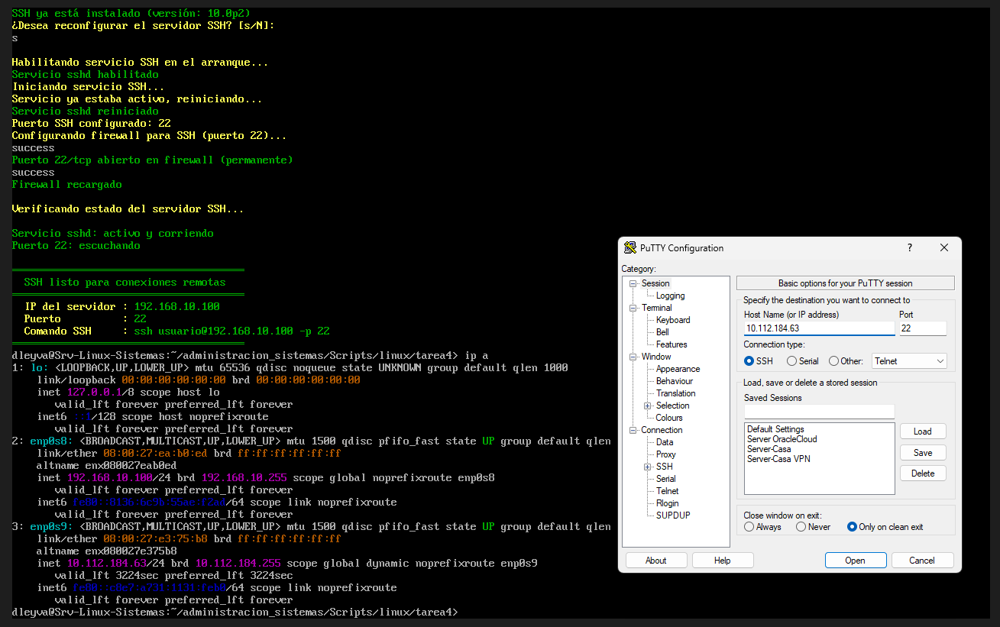 SSH ya está instalado (versión: 10.0p2)
¿Desea reconfigurar el servidor SSH? [s/N]:
s
Habilitando servicio SSH en el arranque...
Servicio sshd habilitado
Iniciando servicio SSH...
Servicio ya estaba activo, reiniciando...
Servicio sshd reiniciado
Puerto SSH configurado: 22
Configurando firewall para SSH (puerto 22)...
success
Puerto 22/tcp abierto en firewall (permanente)
success
Firewall recargado
Verificando estado del servidor SSH...
Servicio sshd: activo y corriendo
Puerto 22: escuchando
SSH listo para conexiones remotas
IP del servidor : 192.168.10.100
Puerto : 22
Comando SSH : ssh usuario@192.168.10.100 -p 22
dleyva@Srv-Linux-Sistemas:~/administracion_sistemas/Scripts/linux/tarea4> ip a
1: lo: <LOOPBACK,UP,LOWER_UP> mtu 65536 qdisc noqueue state UNKNOWN group default qlen 1000
link/loopback 00:00:00:00:00:00 brd 00:00:00:00:00:00
inet 127.0.0.1/8 scope host lo
valid_lft forever preferred_lft forever
inet6 ::1/128 scope host noprefixroute
valid_lft forever preferred_lft forever
2: enp0s8: <BROADCAST,MULTICAST,UP,LOWER_UP> mtu 1500 qdisc pfifo_fast state UP group default qlen
link/ether 08:00:27:ea:b0:ed brd ff:ff:ff:ff:ff:ff
altname enx080027eab0ed
inet 192.168.10.100/24 brd 192.168.10.255 scope global noprefixroute enp0s8
valid_lft forever preferred_lft forever
inet6 fe80::8136:6c9b:55ae:f2ad/64 scope link noprefixroute
valid_lft forever preferred_lft forever
3: enp0s9: <BROADCAST,MULTICAST,UP,LOWER_UP> mtu 1500 qdisc pfifo_fast state UP group default qlen
link/ether 08:00:27:e3:75:b8 brd ff:ff:ff:ff:ff:ff
altname enx080027e375b8
inet 10.112.184.63/24 brd 10.112.184.255 scope global dynamic noprefixroute enp0s9
valid_lft 3224sec preferred_lft 3224sec
inet6 /64 scope link noprefixroute
valid_lft forever preferred_lft forever
dleyva@Srv-Linux-Sistemas:~/administracion_sistemas/Scripts/linux/tarea4>
PuTTY Configuration
?
Category:
Session
Logging
Terminal
Keyboard
Bell
Features
Window
Appearance
Behaviour
Translation
Selection
Colours
Connection
Data
Proxy
SSH
Serial
Telnet
Rlogin
SUPDUP
Basic options for your PuTTY session
Specify the destination you want to connect to
Host Name (or IP address) Port
10.112.184.63 22
Connection type:
SSH Serial Other: Telnet
Load, save or delete a stored session
Saved Sessions
Default Settings
Server OracleCloud
Server-Casa
Server-Casa VPN
Load
Save
Delete
Close window on exit:
Always Never Only on clean exit
About Help Open Cancel